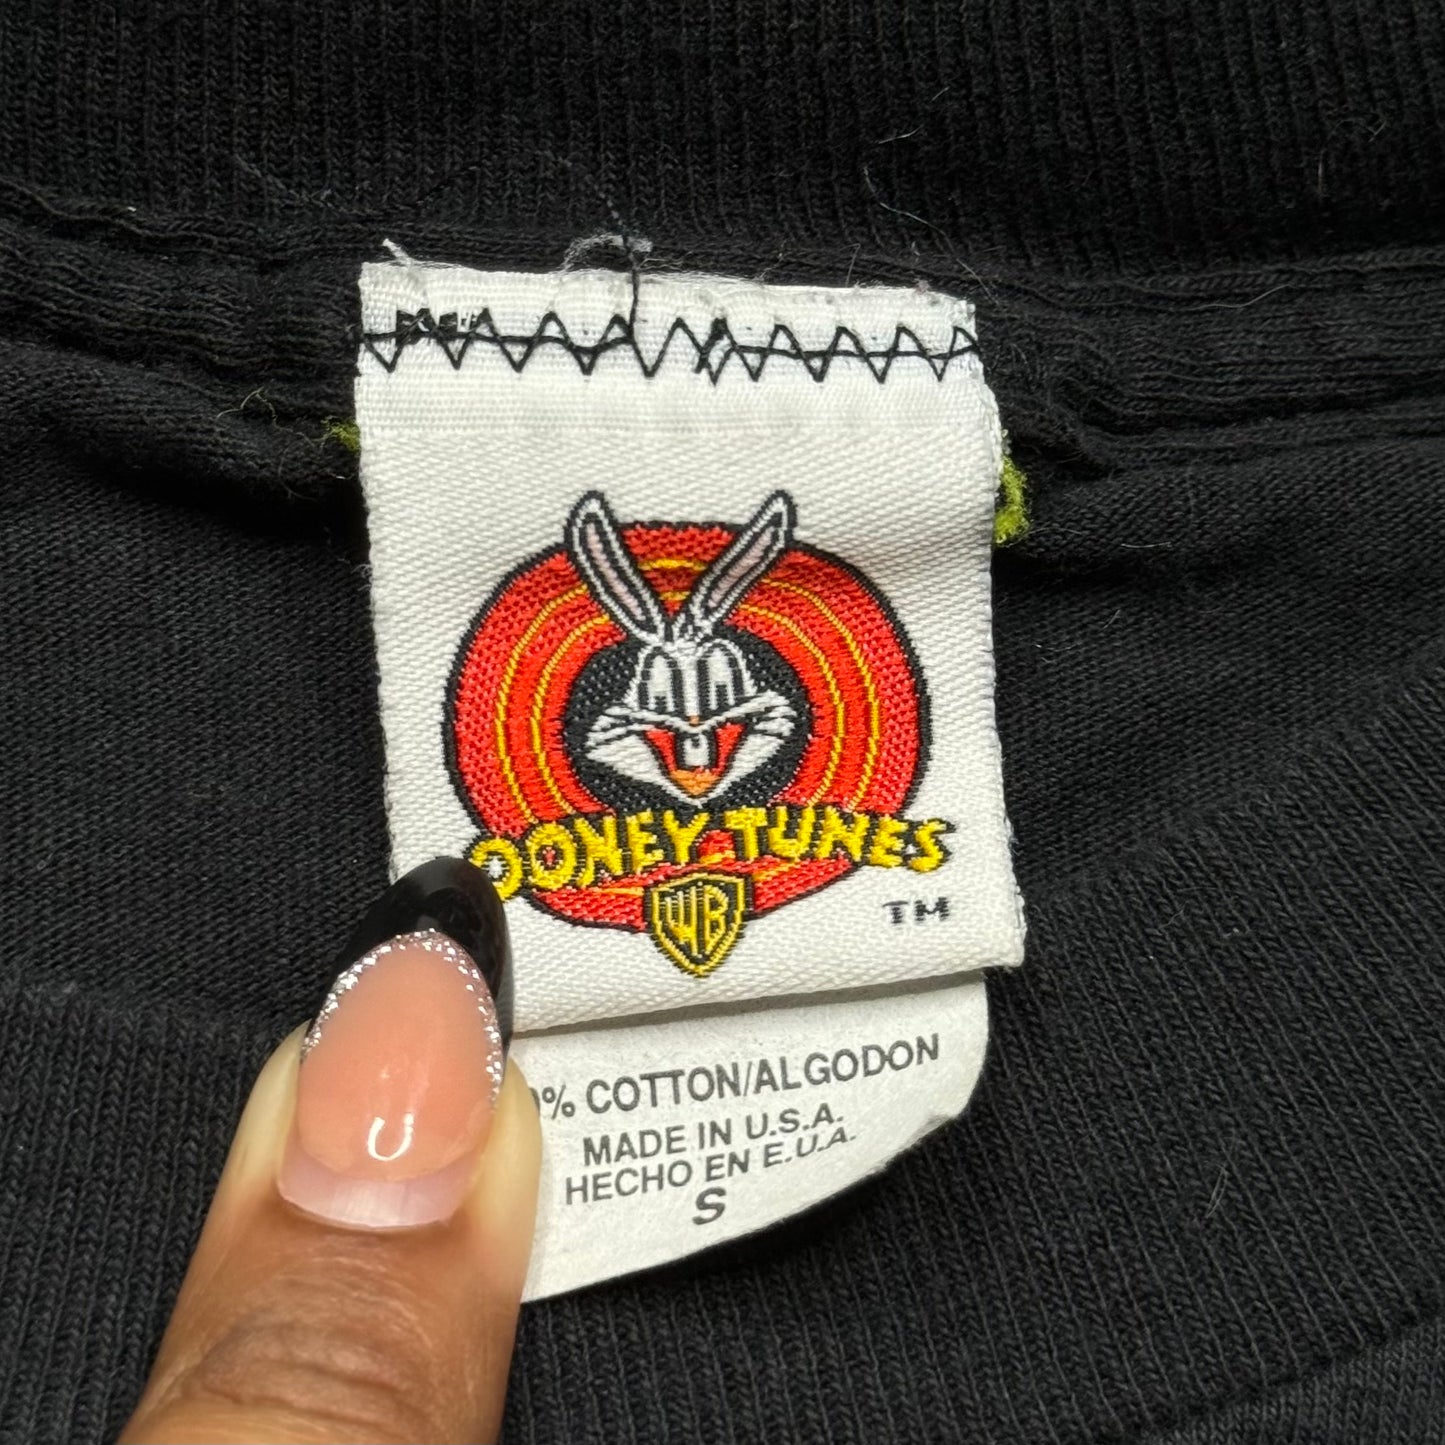 OONEY TUNES
WB
TM
% COTTON/ALGODON
MADE IN U.S.A.
HECHO EN E.U.A.
S